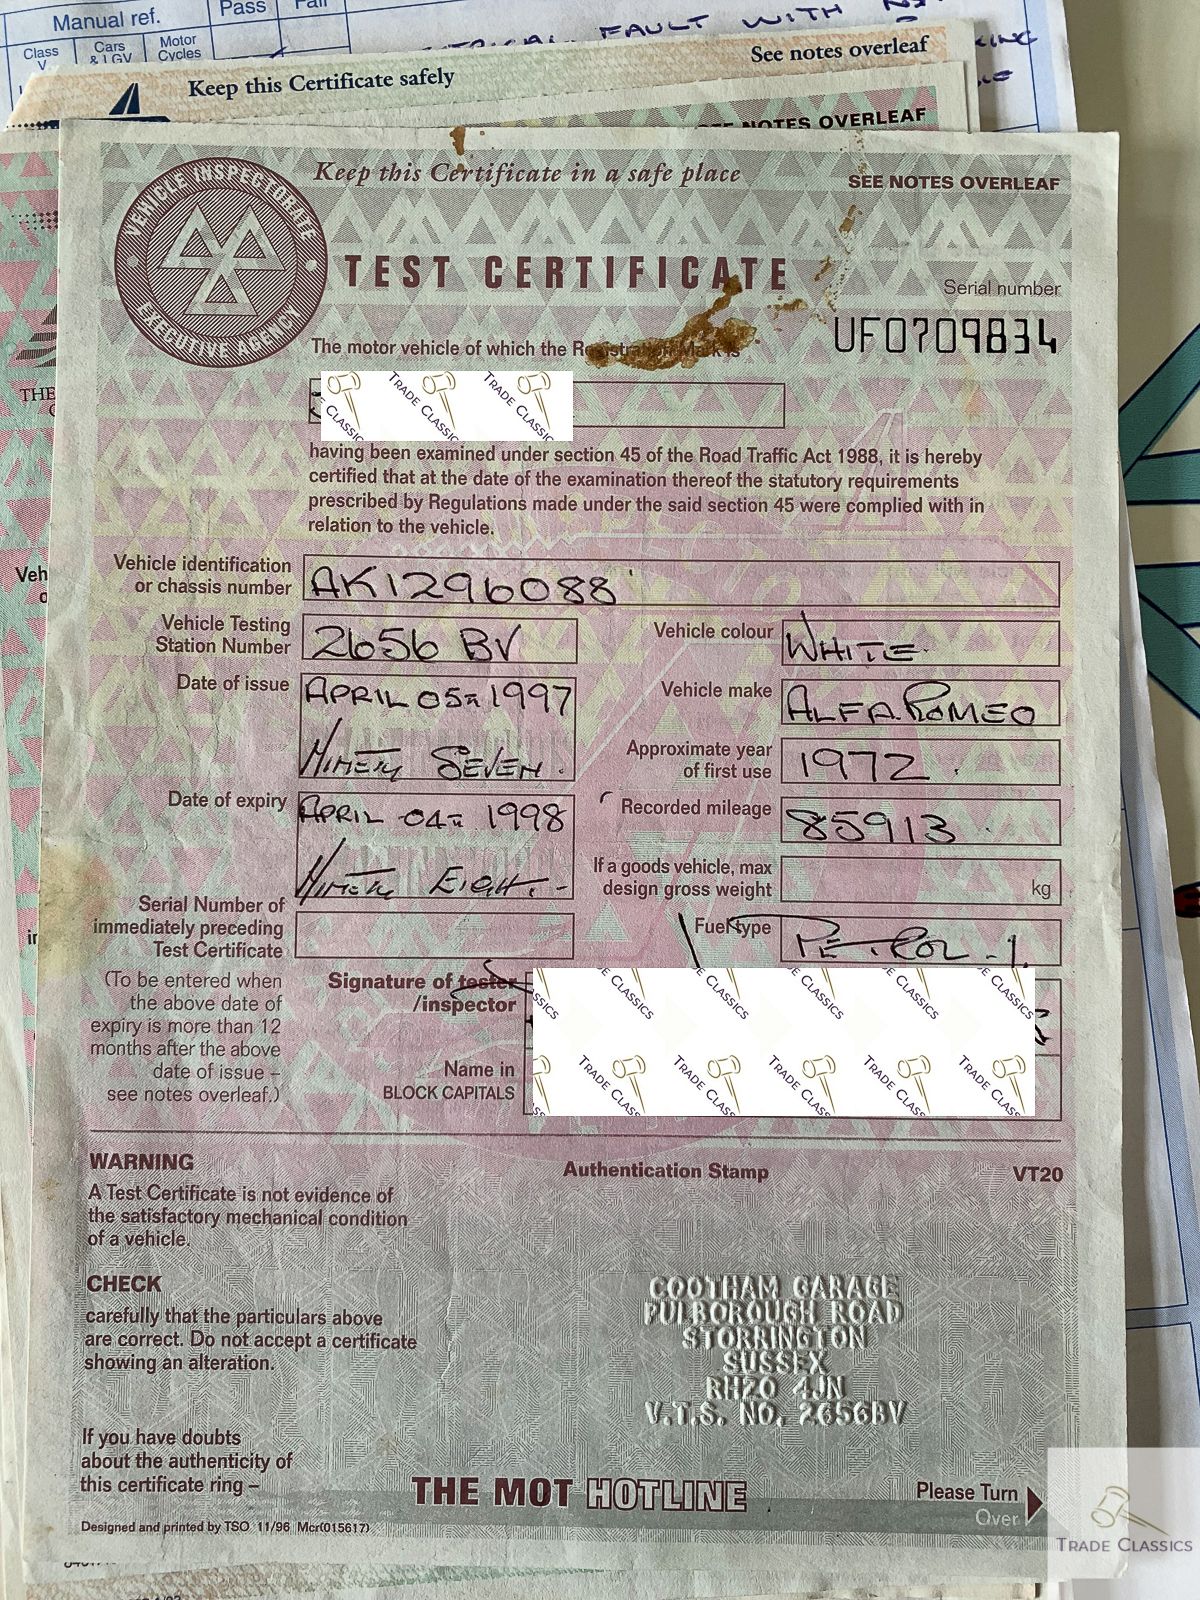 Manual ref.
Pass
Fail
Class
V
Cars
& LGV
Motor
Cycles
FAULT WITH
Keep this Certificate safely
See notes overleaf
NOTES OVERLEAF
VEHICLE INSPECTORATE
EXECUTIVE AGENCY
Keep this Certificate in a safe place
SEE NOTES OVERLEAF
TEST CERTIFICATE
Serial number
UF0709834
The motor vehicle of which the Registration Mark is
TRADE CLASSICS
having been examined under section 45 of the Road Traffic Act 1988, it is hereby
certified that at the date of the examination thereof the statutory requirements
prescribed by Regulations made under the said section 45 were complied with in
relation to the vehicle.
Vehicle identification
or chassis number
AK1296088
Vehicle Testing
Station Number
2656 BV
Vehicle colour
WHITE
Date of issue
APRIL 05TH 1997
NINETY SEVEN.
Vehicle make
ALFA ROMEO
Approximate year
of first use
1972
Date of expiry
APRIL 04TH 1998
NINETY EIGHT.
Recorded mileage
85913
If a goods vehicle, max
design gross weight
kg
Serial Number of
immediately preceding
Test Certificate
Fuel type
PETROL
(To be entered when
the above date of
expiry is more than 12
months after the above
date of issue –
see notes overleaf.)
Signature of tester
/inspector
Name in
BLOCK CAPITALS
TRADE CLASSICS
WARNING
A Test Certificate is not evidence of
the satisfactory mechanical condition
of a vehicle.
Authentication Stamp
VT20
CHECK
carefully that the particulars above
are correct. Do not accept a certificate
showing an alteration.
COOTHAM GARAGE
PULBOROUGH ROAD
STORRINGTON
SUSSEX
RH20 4JN
V.T.S. NO. 2656BV
If you have doubts
about the authenticity of
this certificate ring –
THE MOT HOTLINE
Please Turn
Over
Designed and printed by TSO 11/96 Mcr(015617)
TRADE CLASSICS